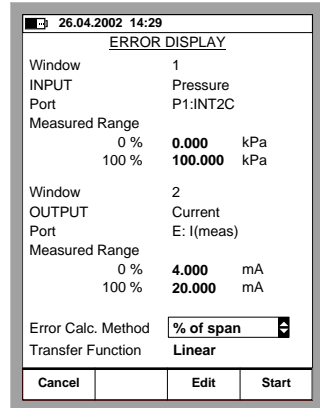 26.04.2002 14:29
ERROR DISPLAY
Window 1
INPUT Pressure
Port P1:INT2C
Measured Range
0 % 0.000 kPa
100 % 100.000 kPa
Window 2
OUTPUT Current
Port E: I(meas)
Measured Range
0 % 4.000 mA
100 % 20.000 mA
Error Calc. Method % of span
Transfer Function Linear
Cancel Edit Start